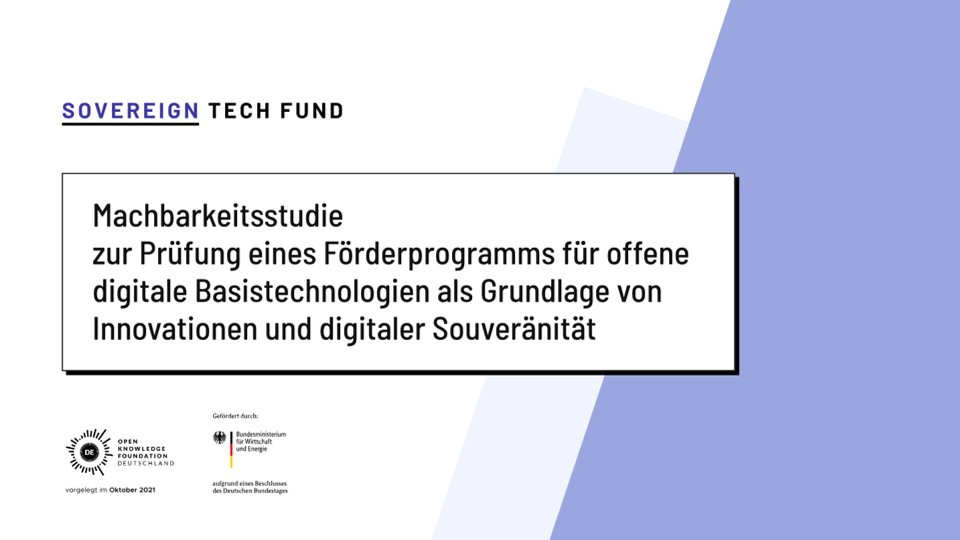 SOVEREIGN TECH FUND
Machbarkeitsstudie
zur Prüfung eines Förderprogramms für offene
digitale Basistechnologien als Grundlage von
Innovationen und digitaler Souveränität
DE
OPEN
KNOWLEDGE
FOUNDATION
DEUTSCHLAND
vorgelegt im Oktober 2021
Gefördert durch:
Bundesministerium
für Wirtschaft
und Energie
aufgrund eines Beschlusses
des Deutschen Bundestages